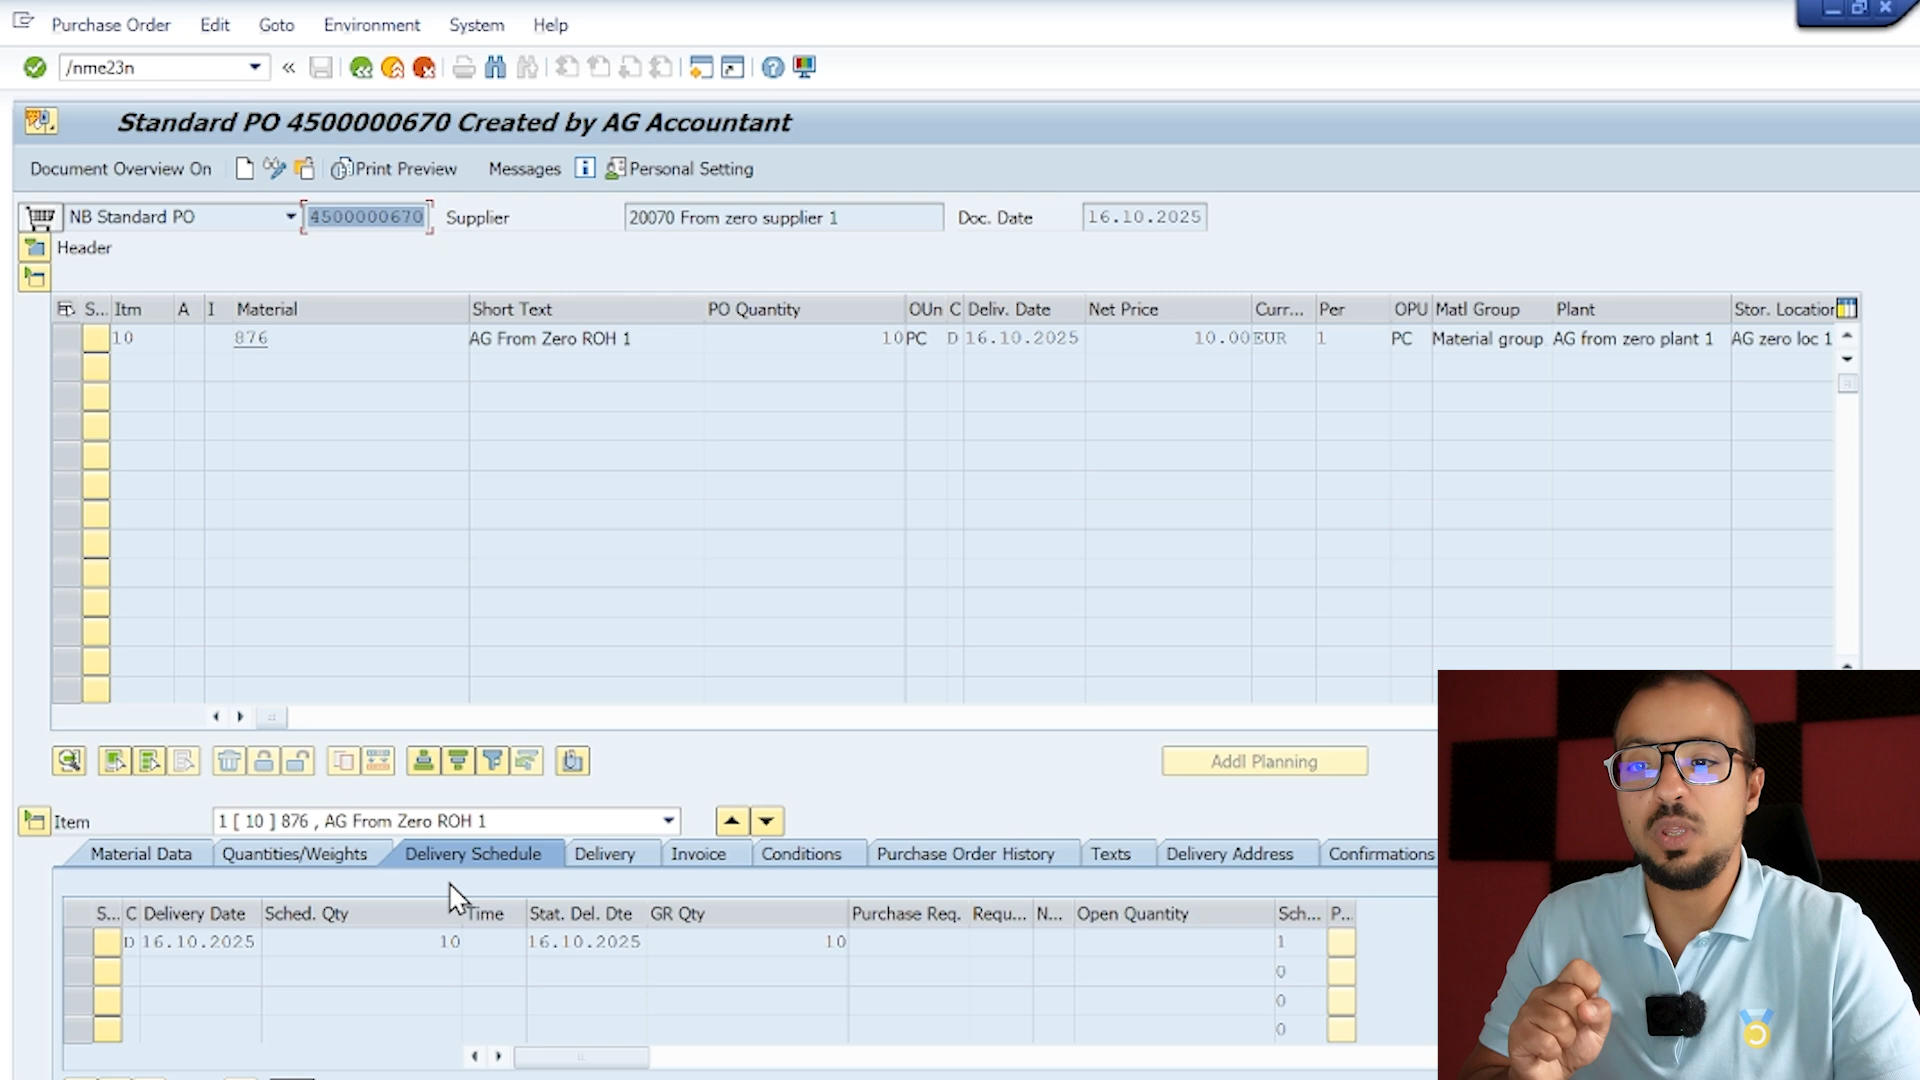 Purchase Order Edit Goto Environment System Help
/nme23n
Standard PO 4500000670 Created by AG Accountant
Document Overview On Print Preview Messages Personal Setting
NB Standard PO 4500000670 Supplier 20070 From zero supplier 1 Doc. Date 16.10.2025
Header
S... Itm A I Material Short Text PO Quantity OUn C Deliv. Date Net Price Curr... Per OPU Matl Group Plant Stor. Location
10 876 AG From Zero ROH 1 10 PC D 16.10.2025 10.00 EUR 1 PC Material group AG from zero plant 1 AG zero loc 1
Addl Planning
Item 1 [ 10 ] 876 , AG From Zero ROH 1
Material Data Quantities/Weights Delivery Schedule Delivery Invoice Conditions Purchase Order History Texts Delivery Address Confirmations
S... C Delivery Date Sched. Qty Time Stat. Del. Dte GR Qty Purchase Req. Requ... N... Open Quantity Sch... P...
D 16.10.2025 10 16.10.2025 10 1
0
0
0